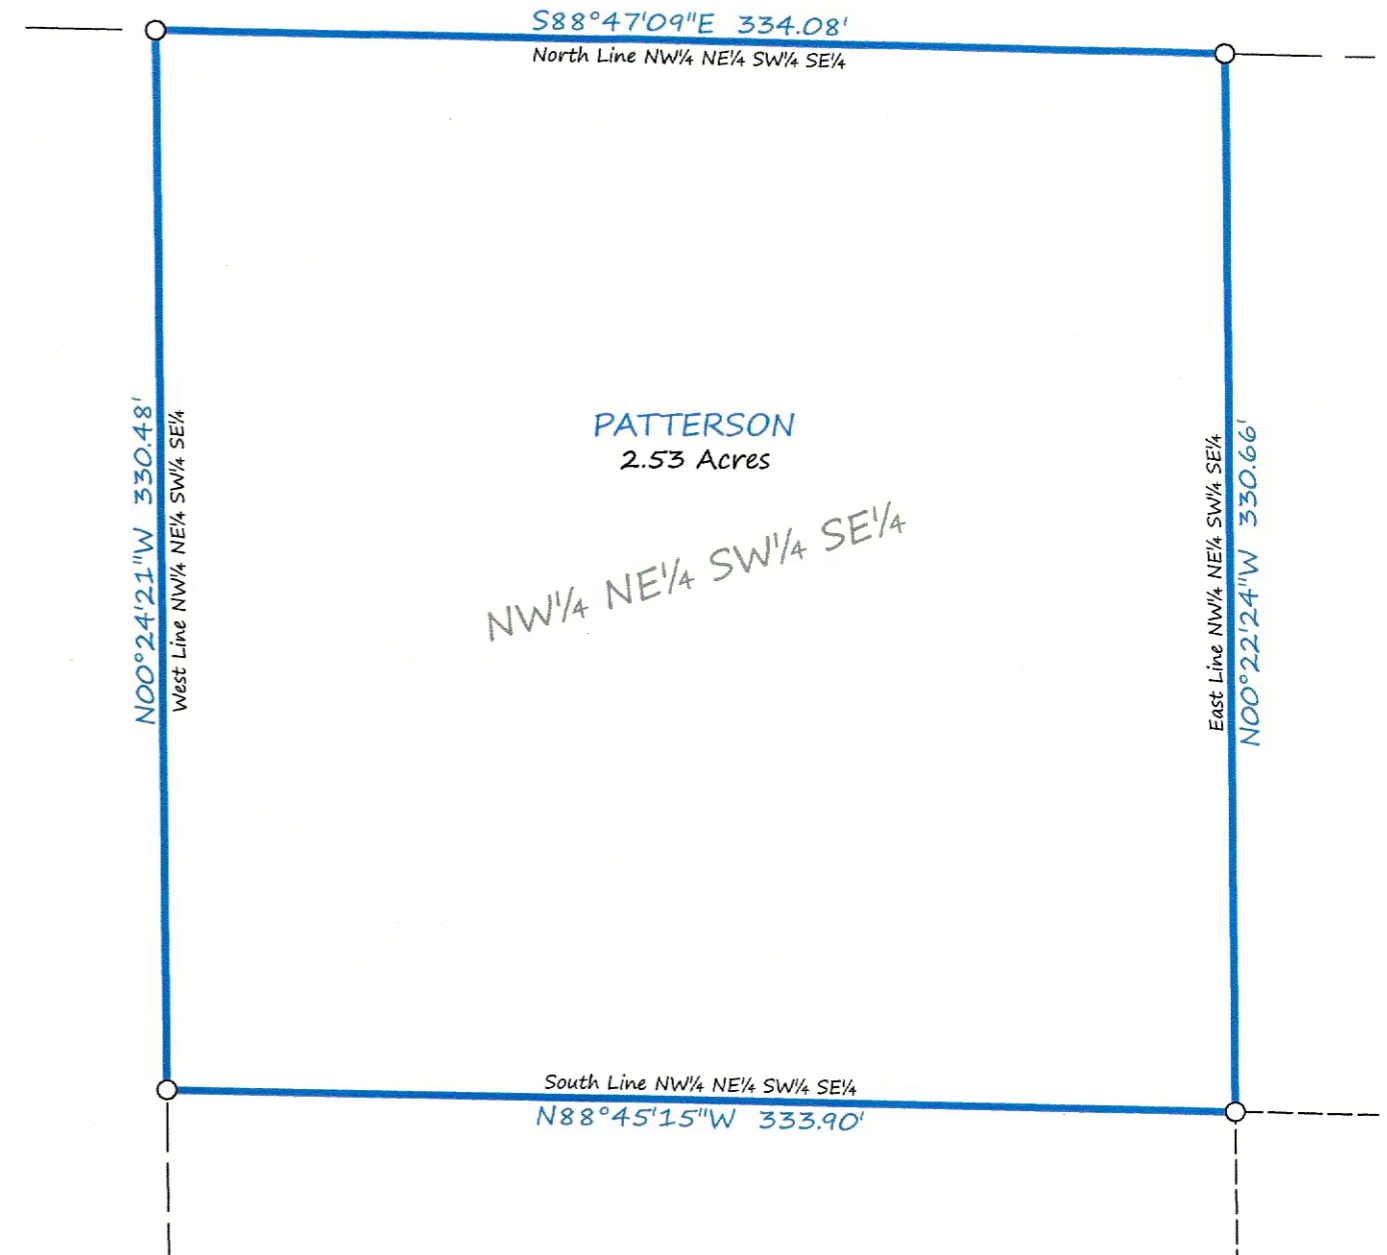 S88°47'09"E 334.08'
North Line NW¼ NE¼ SW¼ SE¼
N00°24'21"W 330.48'
West Line NW¼ NE¼ SW¼ SE¼
PATTERSON
2.53 Acres
NW¼ NE¼ SW¼ SE¼
East Line NW¼ NE¼ SW¼ SE¼
N00°22'24"W 330.66'
South Line NW¼ NE¼ SW¼ SE¼
N88°45'15"W 333.90'